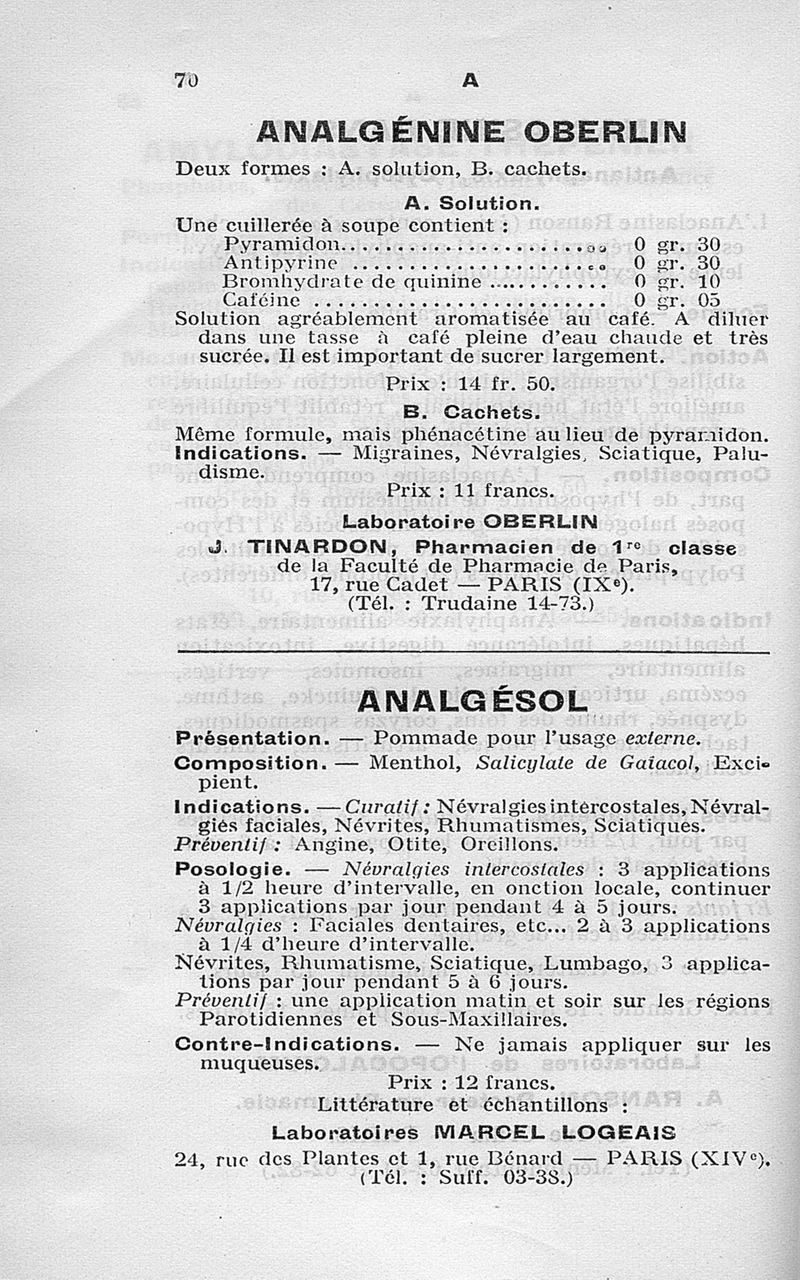 70 A
ANALGÉNINE OBERLIN
Deux formes : A. solution, B. cachets.
A. Solution.
Une cuillerée à soupe contient :
Pyramidon........................ 0 gr. 30
Antipyrine ....................... 0 gr. 30
Bromhydrate de quinine ............ 0 gr. 10
Caféine ......................... 0 gr. 05
Solution agréablement aromatisée au café. A diluer
dans une tasse à café pleine d'eau chaude et très
sucrée. Il est important de sucrer largement.
Prix : 14 fr. 50.
B. Cachets.
Même formule, mais phénacétine au lieu de pyramidon.
Indications. — Migraines, Névralgies, Sciatique, Palu-
disme.
Prix : 11 francs.
Laboratoire OBERLIN
J. TINARDON, Pharmacien de 1re classe
de la Faculté de Pharmacie de Paris,
17, rue Cadet — PARIS (IXe).
(Tél. : Trudaine 14-73.)
ANALGÉSOL
Présentation. — Pommade pour l'usage externe.
Composition. — Menthol, Salicylate de Gaïacol, Exci-
pient.
Indications. — Curatif : Névralgies intercostales, Névral-
giés faciales, Névrites, Rhumatismes, Sciatiques.
Préventif : Angine, Otite, Oreillons.
Posologie. — Névralgies intercostales : 3 applications
à 1/2 heure d'intervalle, en onction locale, continuer
3 applications par jour pendant 4 à 5 jours.
Névralgies : Faciales dentaires, etc... 2 à 3 applications
à 1/4 d'heure d'intervalle.
Névrites, Rhumatisme, Sciatique, Lumbago, 3 applica-
tions par jour pendant 5 à 6 jours.
Préventif : une application matin et soir sur les régions
Parotidiennes et Sous-Maxillaires.
Contre-Indications. — Ne jamais appliquer sur les
muqueuses.
Prix : 12 francs.
Littérature et échantillons :
Laboratoires MARCEL LOGEAIS
24, rue des Plantes et 1, rue Bénard — PARIS (XIVe).
(Tél. : Suff. 03-38.)